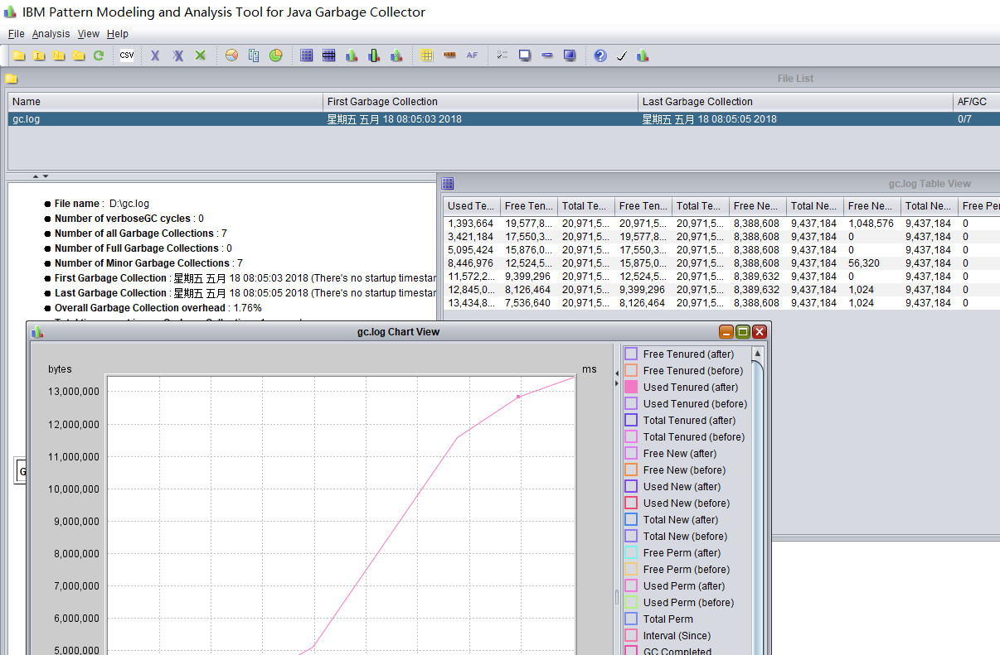 IBM Pattern Modeling and Analysis Tool for Java Garbage Collector
File Analysis View Help
CSV AF
File List
Name First Garbage Collection Last Garbage Collection AF/GC
gc.log 星期五 五月 18 08:05:03 2018 星期五 五月 18 08:05:05 2018 0/7
gc.log Table View
File name : D:\gc.log
Number of verboseGC cycles : 0
Number of all Garbage Collections : 7
Number of Full Garbage Collections : 0
Number of Minor Garbage Collections : 7
First Garbage Collection : 星期五 五月 18 08:05:03 2018 (There's no startup timestar
Last Garbage Collection : 星期五 五月 18 08:05:05 2018 (There's no startup timestar
Overall Garbage Collection overhead : 1.76%
Used Te... Free Ten... Total Te... Free Ten... Total Te... Free Ne... Total Ne... Free Ne... Total Ne... Free Per
1,393,664 19,577,8... 20,971,5... 20,971,5... 20,971,5... 8,388,608 9,437,184 1,048,576 9,437,184 0
3,421,184 17,550,3... 20,971,5... 19,577,8... 20,971,5... 8,388,608 9,437,184 0 9,437,184 0
5,095,424 15,876,0... 20,971,5... 17,550,3... 20,971,5... 8,388,608 9,437,184 0 9,437,184 0
8,446,976 12,524,5... 20,971,5... 15,875,0... 20,971,5... 8,388,608 9,437,184 56,320 9,437,184 0
11,572,2... 9,399,296 20,971,5... 12,524,5... 20,971,5... 8,389,632 9,437,184 0 9,437,184 0
12,845,0... 8,126,464 20,971,5... 9,399,296 20,971,5... 8,389,632 9,437,184 1,024 9,437,184 0
13,434,8... 7,536,640 20,971,5... 8,126,464 20,971,5... 8,388,608 9,437,184 1,024 9,437,184 0
gc.log Chart View
bytes
ms
13,000,000
12,000,000
11,000,000
10,000,000
9,000,000
8,000,000
7,000,000
6,000,000
5,000,000
G
Free Tenured (after)
Free Tenured (before)
Used Tenured (after)
Used Tenured (before)
Total Tenured (after)
Total Tenured (before)
Free New (after)
Free New (before)
Used New (after)
Used New (before)
Total New (after)
Total New (before)
Free Perm (after)
Free Perm (before)
Used Perm (after)
Used Perm (before)
Total Perm
Interval (Since)
GC Completed